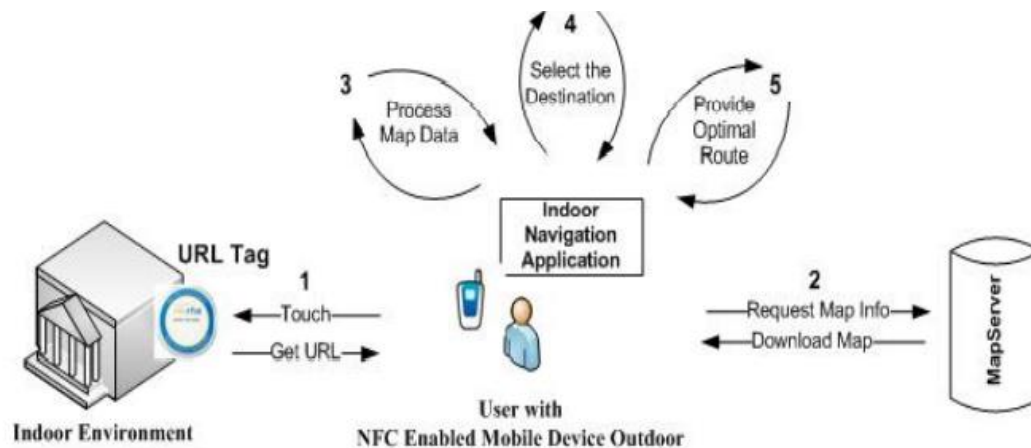 4
3
Select the
Destination
5
Process
Map Data
Provide
Optimal
Route
Indoor
Navigation
Application
URL Tag
1
Touch
Get URL
2
Request Map Info
Download Map
MapServer
User with
NFC Enabled Mobile Device Outdoor
Indoor Environment